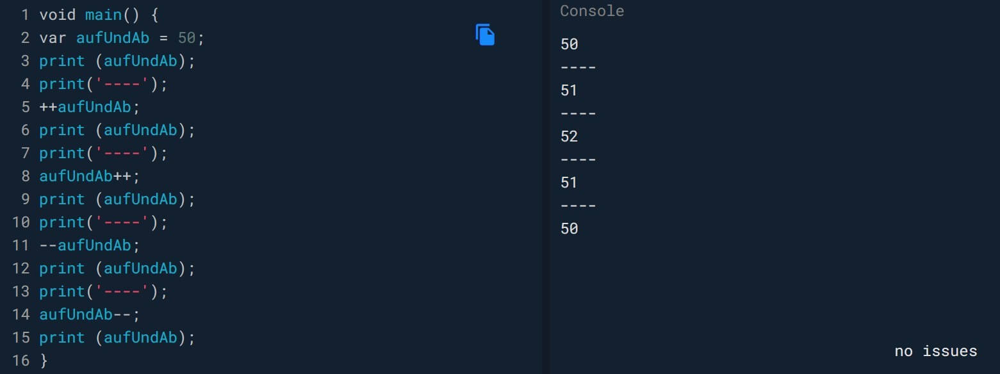 1 void main() {
2 var aufUndAb = 50;
3 print (aufUndAb);
4 print('----');
5 ++aufUndAb;
6 print (aufUndAb);
7 print('----');
8 aufUndAb++;
9 print (aufUndAb);
10 print('----');
11 --aufUndAb;
12 print (aufUndAb);
13 print('----');
14 aufUndAb--;
15 print (aufUndAb);
16 }
Console
50
----
51
----
52
----
51
----
50
no issues